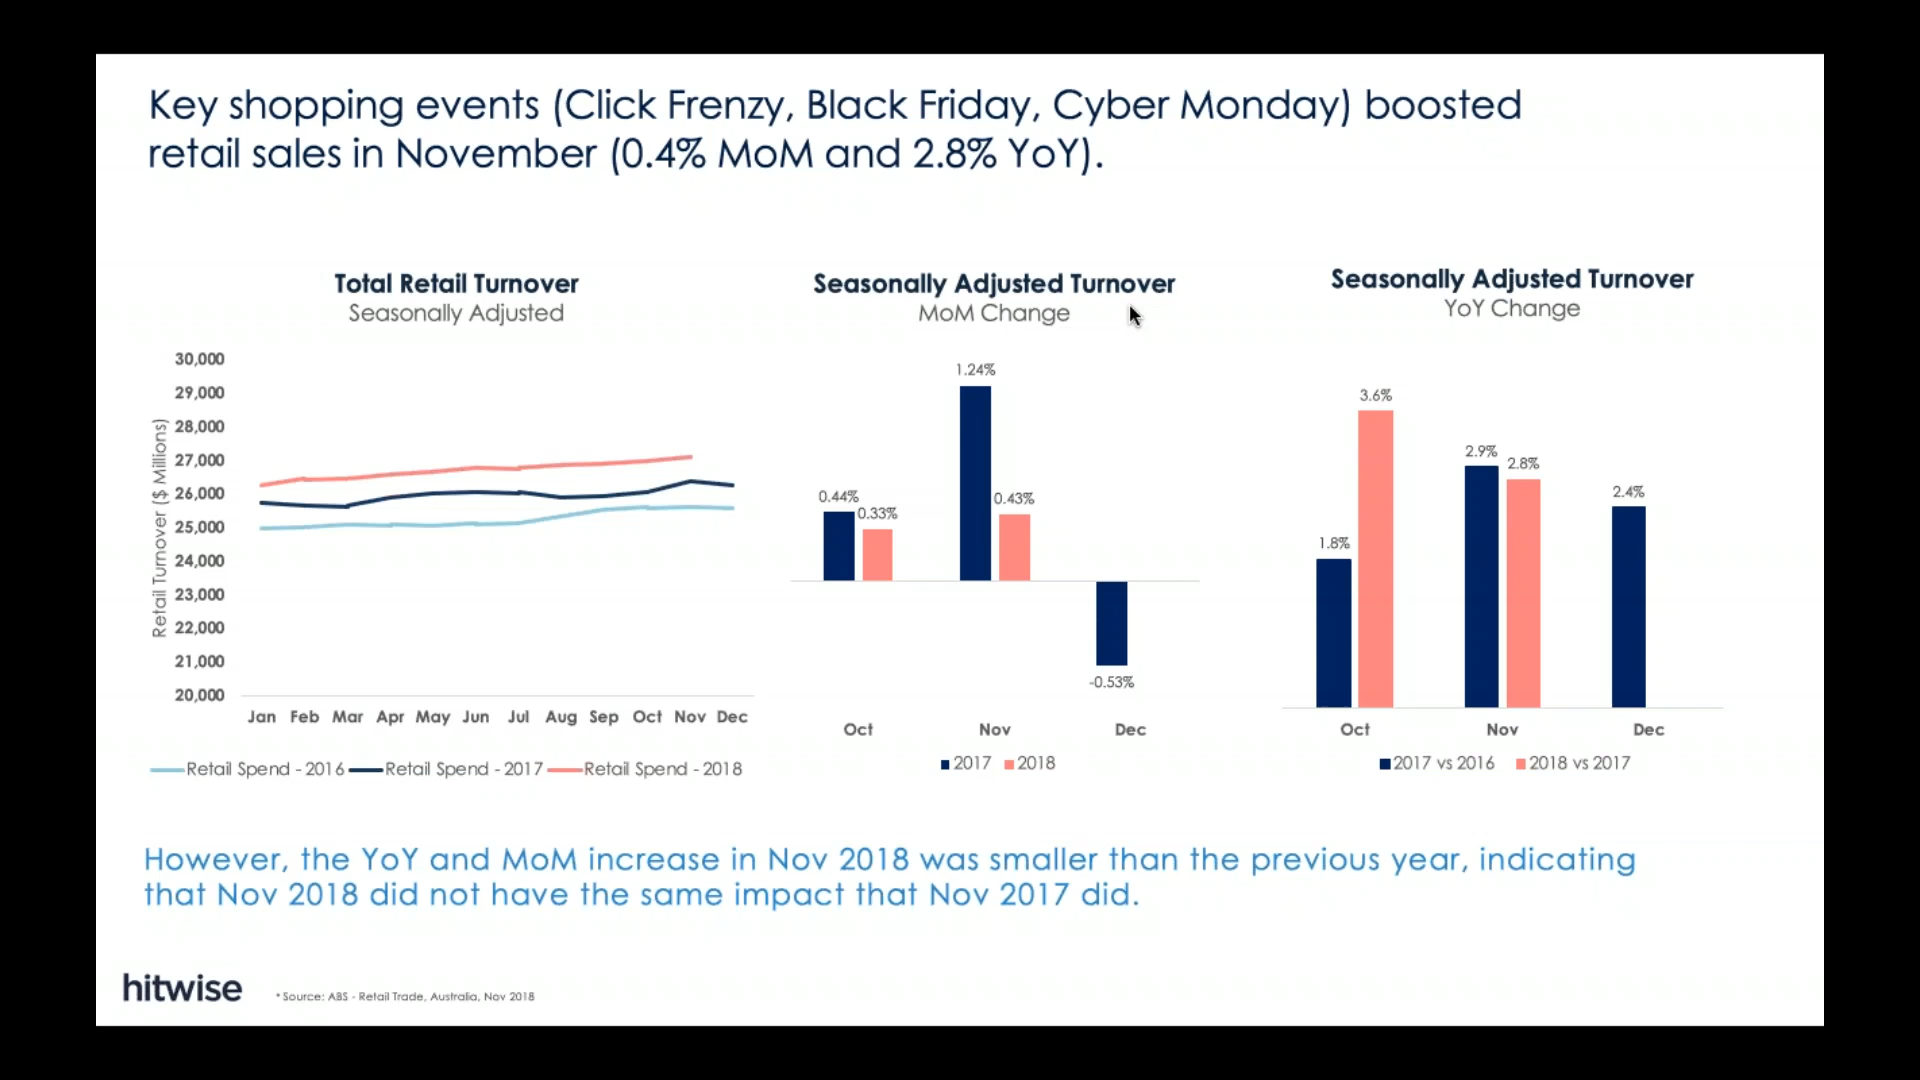 Key shopping events (Click Frenzy, Black Friday, Cyber Monday) boosted
retail sales in November (0.4% MoM and 2.8% YoY).
Total Retail Turnover
Seasonally Adjusted
Retail Turnover ($ Millions)
30,000
29,000
28,000
27,000
26,000
25,000
24,000
23,000
22,000
21,000
20,000
Jan Feb Mar Apr May Jun Jul Aug Sep Oct Nov Dec
Retail Spend - 2016 Retail Spend - 2017 Retail Spend - 2018
Seasonally Adjusted Turnover
MoM Change
1.24%
0.44%
0.33%
0.43%
-0.53%
Oct Nov Dec
2017 2018
Seasonally Adjusted Turnover
YoY Change
3.6%
2.9%
2.8%
2.4%
1.8%
Oct Nov Dec
2017 vs 2016 2018 vs 2017
However, the YoY and MoM increase in Nov 2018 was smaller than the previous year, indicating
that Nov 2018 did not have the same impact that Nov 2017 did.
hitwise
* Source: ABS - Retail Trade, Australia, Nov 2018